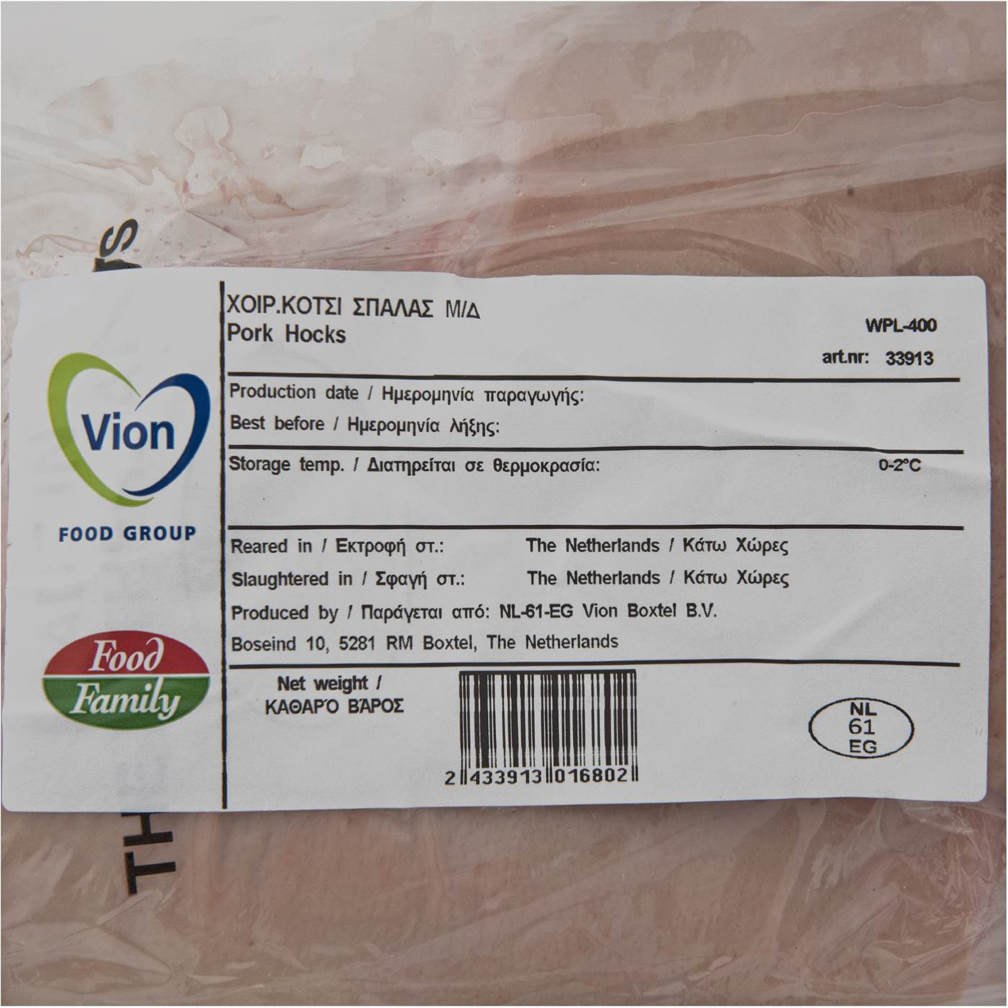 ΧΟΙΡ.ΚΟΤΣΙ ΣΠΑΛΑΣ Μ/Δ
Pork Hocks
WPL-400
art.nr: 33913
Vion
FOOD GROUP
Production date / Ημερομηνία παραγωγής:
Best before / Ημερομηνία λήξης:
Storage temp. / Διατηρείται σε θερμοκρασία: 0-2°C
Reared in / Εκτροφή στ.: The Netherlands / Κάτω Χώρες
Slaughtered in / Σφαγή στ.: The Netherlands / Κάτω Χώρες
Produced by / Παράγεται από: NL-61-EG Vion Boxtel B.V.
Boseind 10, 5281 RM Boxtel, The Netherlands
Food
Family
Net weight /
ΚΑΘΑΡΌ ΒΆΡΟΣ
2 433913 016802
NL
61
EG